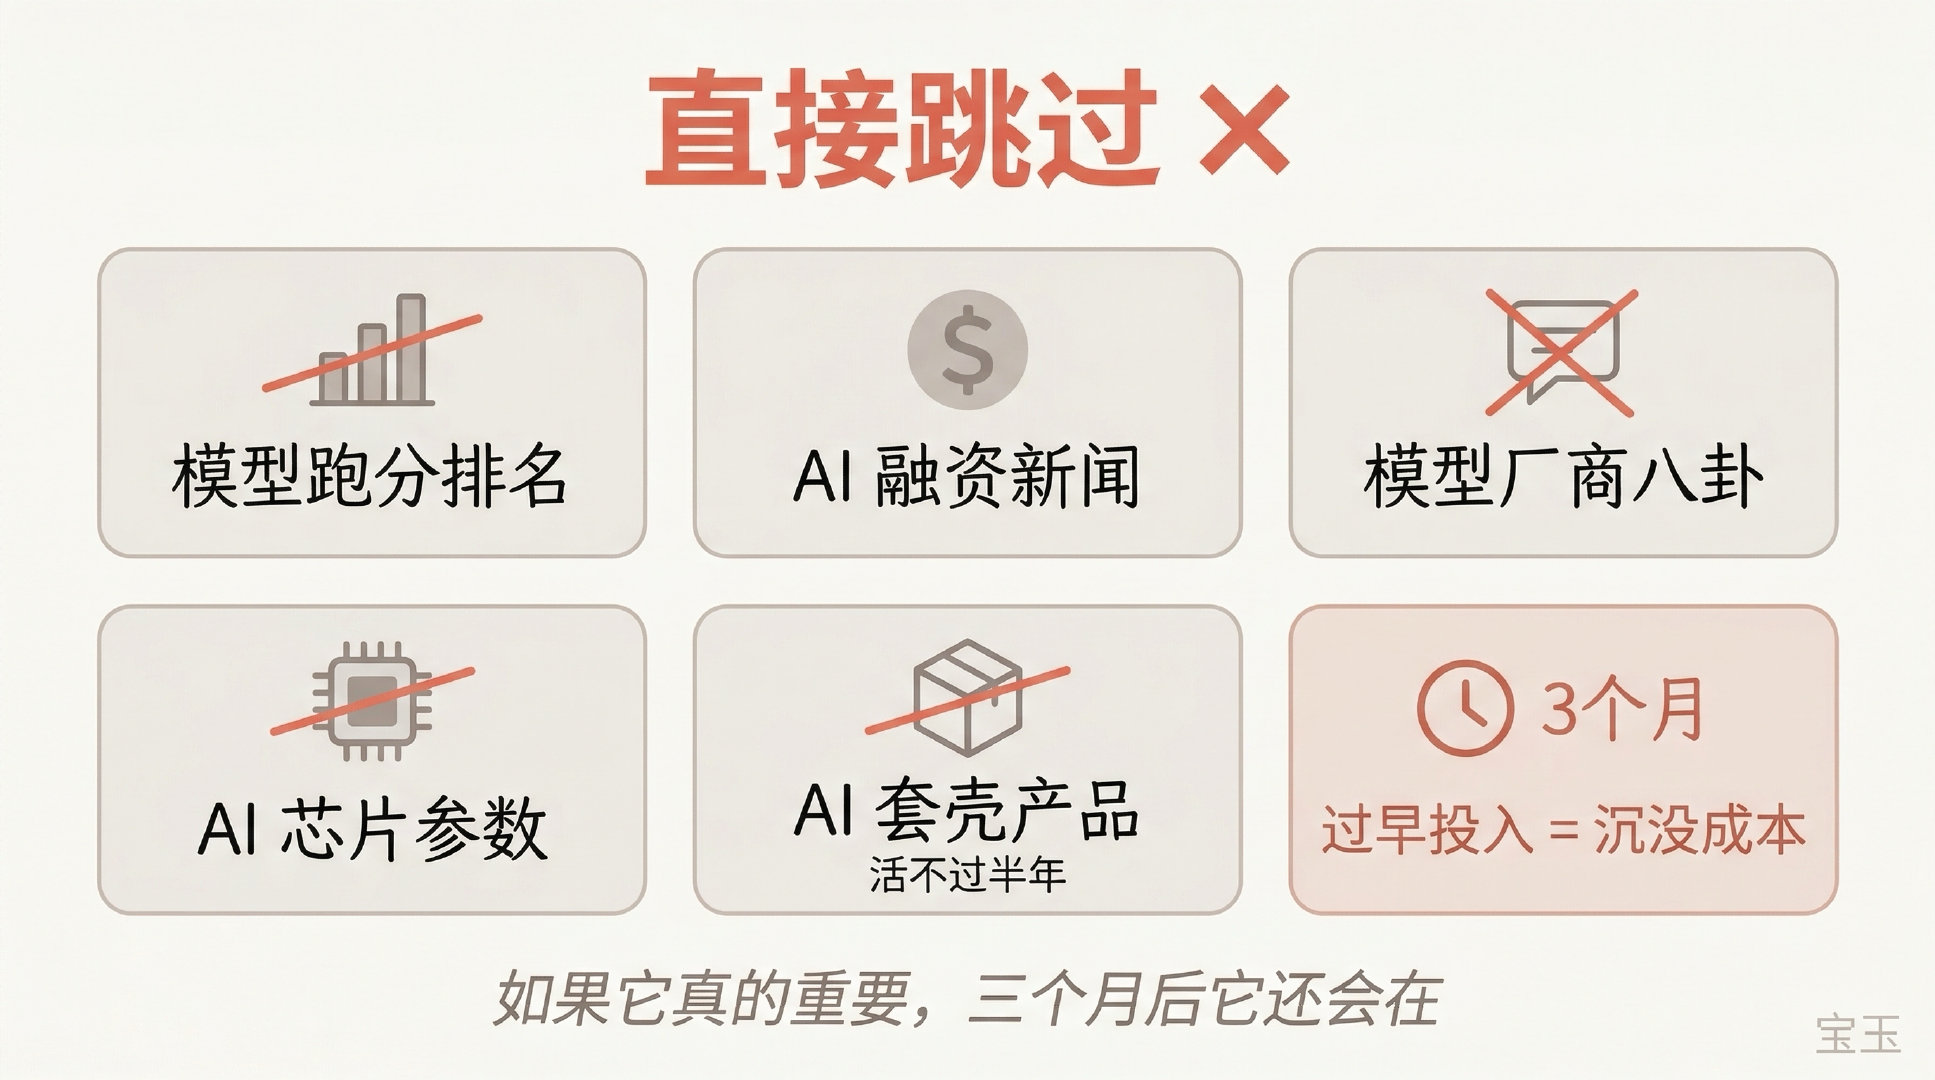 直接跳过 ×
模型跑分排名
AI 融资新闻
模型厂商八卦
AI 芯片参数
AI 套壳产品
活不过半年
3个月
过早投入 = 沉没成本
如果它真的重要，三个月后它还会在
宝玉